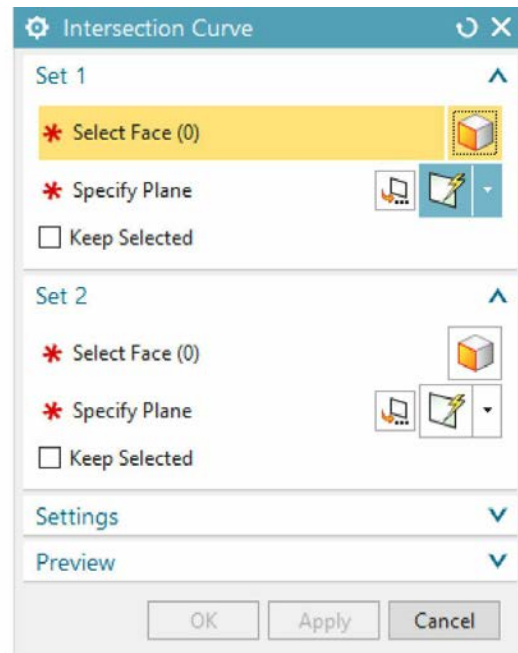 Intersection Curve
Set 1
* Select Face (0)
* Specify Plane
Keep Selected
Set 2
* Select Face (0)
* Specify Plane
Keep Selected
Settings
Preview
OK Apply Cancel